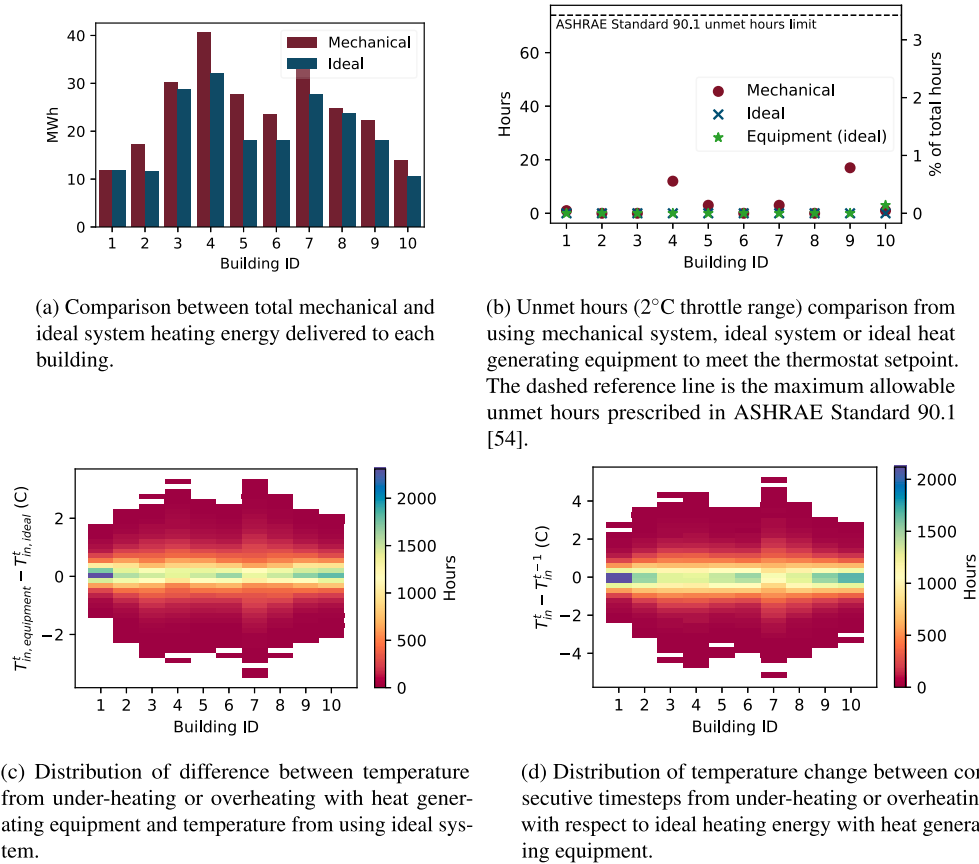 40
30
20
10
0
MWh
Mechanical
Ideal
1 2 3 4 5 6 7 8 9 10
Building ID
ASHRAE Standard 90.1 unmet hours limit
60
40
20
0
Hours
Mechanical
Ideal
Equipment (ideal)
3
2
1
0
% of total hours
1 2 3 4 5 6 7 8 9 10
Building ID
(a) Comparison between total mechanical and
ideal system heating energy delivered to each
building.
(b) Unmet hours (2°C throttle range) comparison from
using mechanical system, ideal system or ideal heat
generating equipment to meet the thermostat setpoint.
The dashed reference line is the maximum allowable
unmet hours prescribed in ASHRAE Standard 90.1
[54].
2
0
−2
T^t_{in,equipment} − T^t_{in,ideal} (C)
1 2 3 4 5 6 7 8 9 10
Building ID
2000
1500
1000
500
0
Hours
4
2
0
−2
−4
T^t_{in} − T^{t−1}_{in} (C)
1 2 3 4 5 6 7 8 9 10
Building ID
2000
1500
1000
500
0
Hours
(c) Distribution of difference between temperature
from under-heating or overheating with heat gener-
ating equipment and temperature from using ideal sys-
tem.
(d) Distribution of temperature change between con
secutive timesteps from under-heating or overheatin
with respect to ideal heating energy with heat genera
ing equipment.